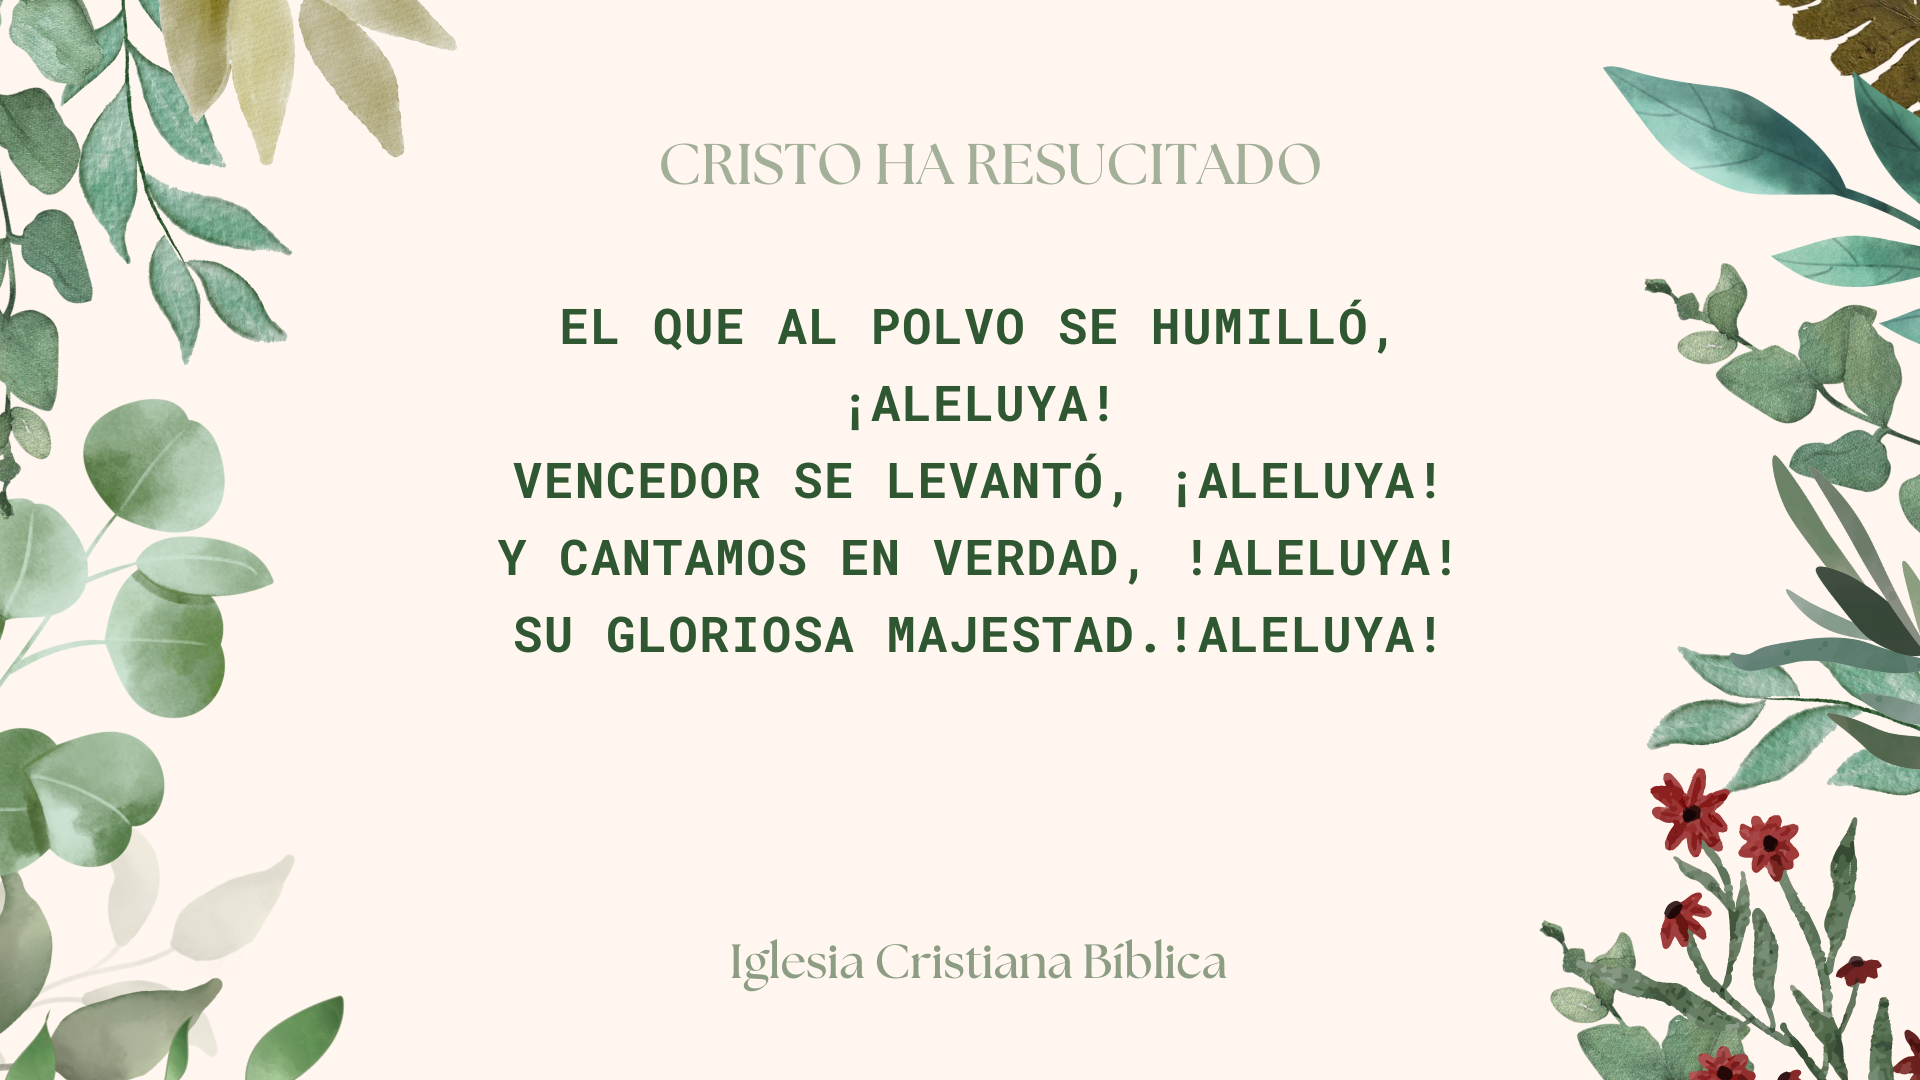 CRISTO HA RESUCITADO
EL QUE AL POLVO SE HUMILLÓ,
¡ALELUYA!
VENCEDOR SE LEVANTÓ, ¡ALELUYA!
Y CANTAMOS EN VERDAD, !ALELUYA!
SU GLORIOSA MAJESTAD.!ALELUYA!
Iglesia Cristiana Bíblica